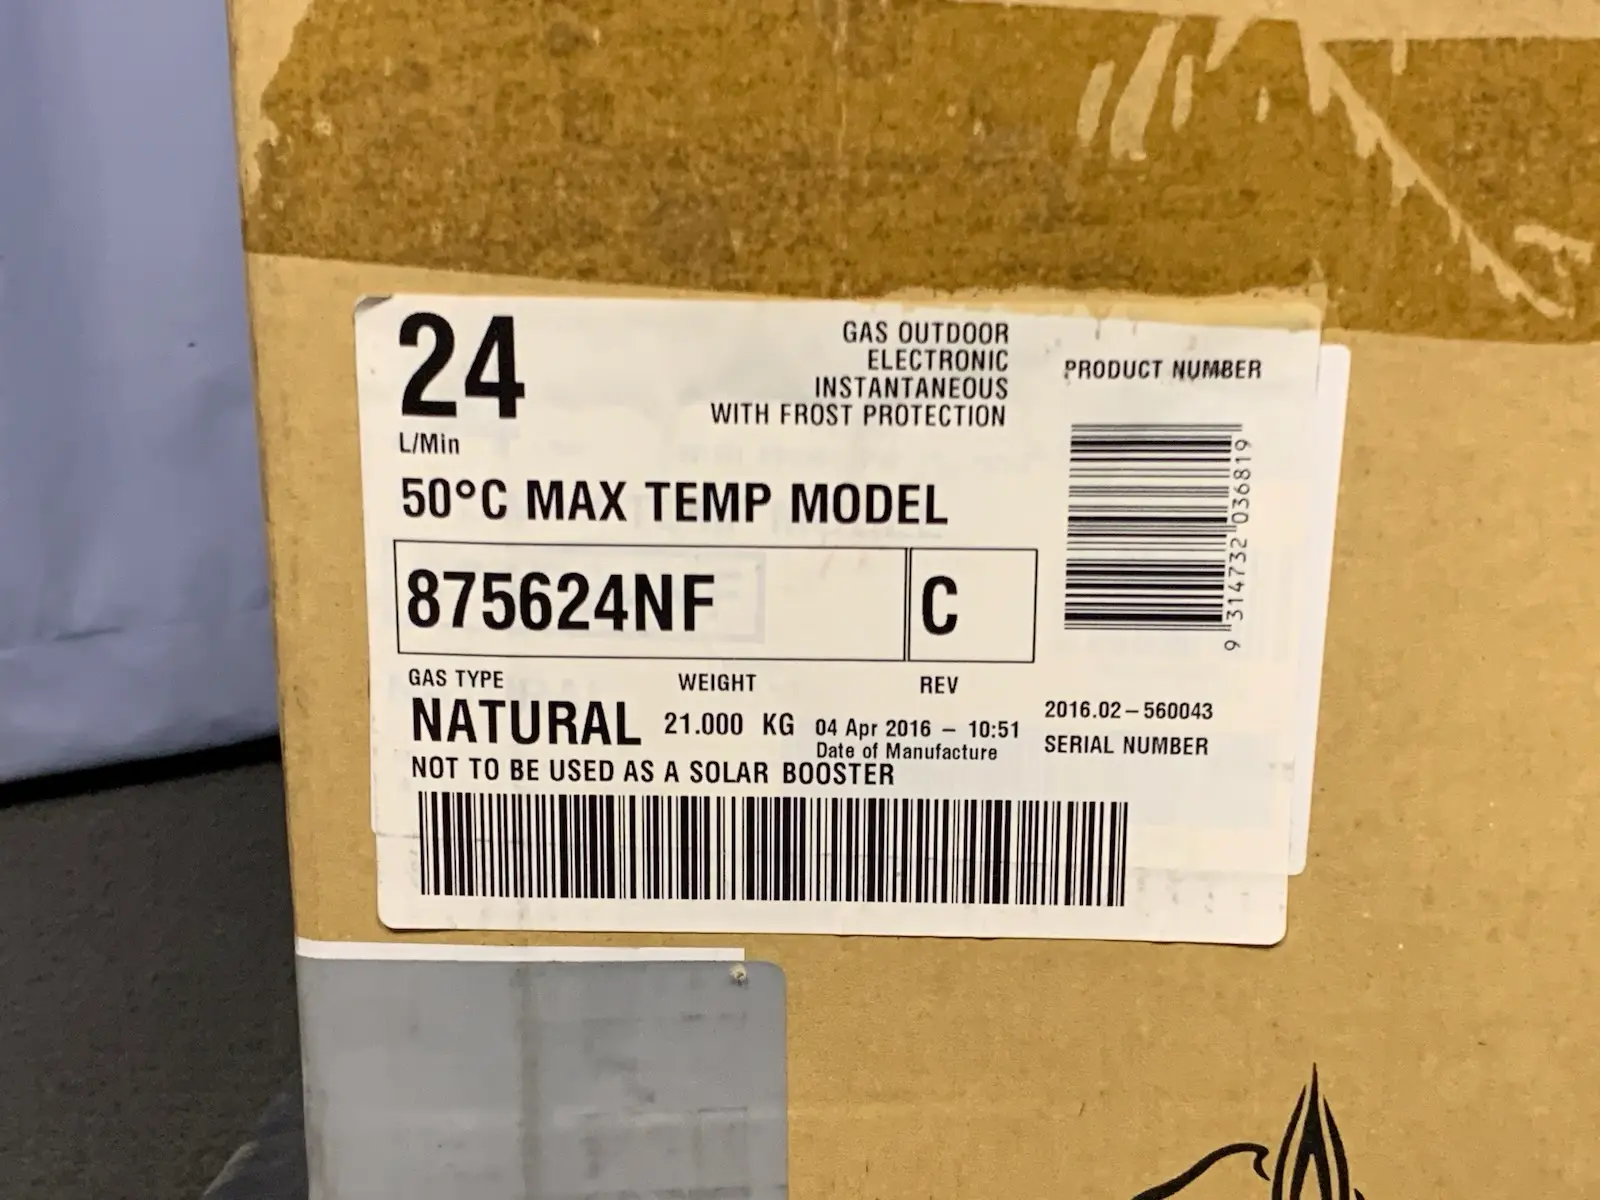 24
L/Min
GAS OUTDOOR
ELECTRONIC
INSTANTANEOUS
WITH FROST PROTECTION
PRODUCT NUMBER
9 314732 036819
50°C MAX TEMP MODEL
875624NF
C
GAS TYPE
WEIGHT
REV
NATURAL
21.000 KG
04 Apr 2016 – 10:51
Date of Manufacture
2016.02–560043
SERIAL NUMBER
NOT TO BE USED AS A SOLAR BOOSTER